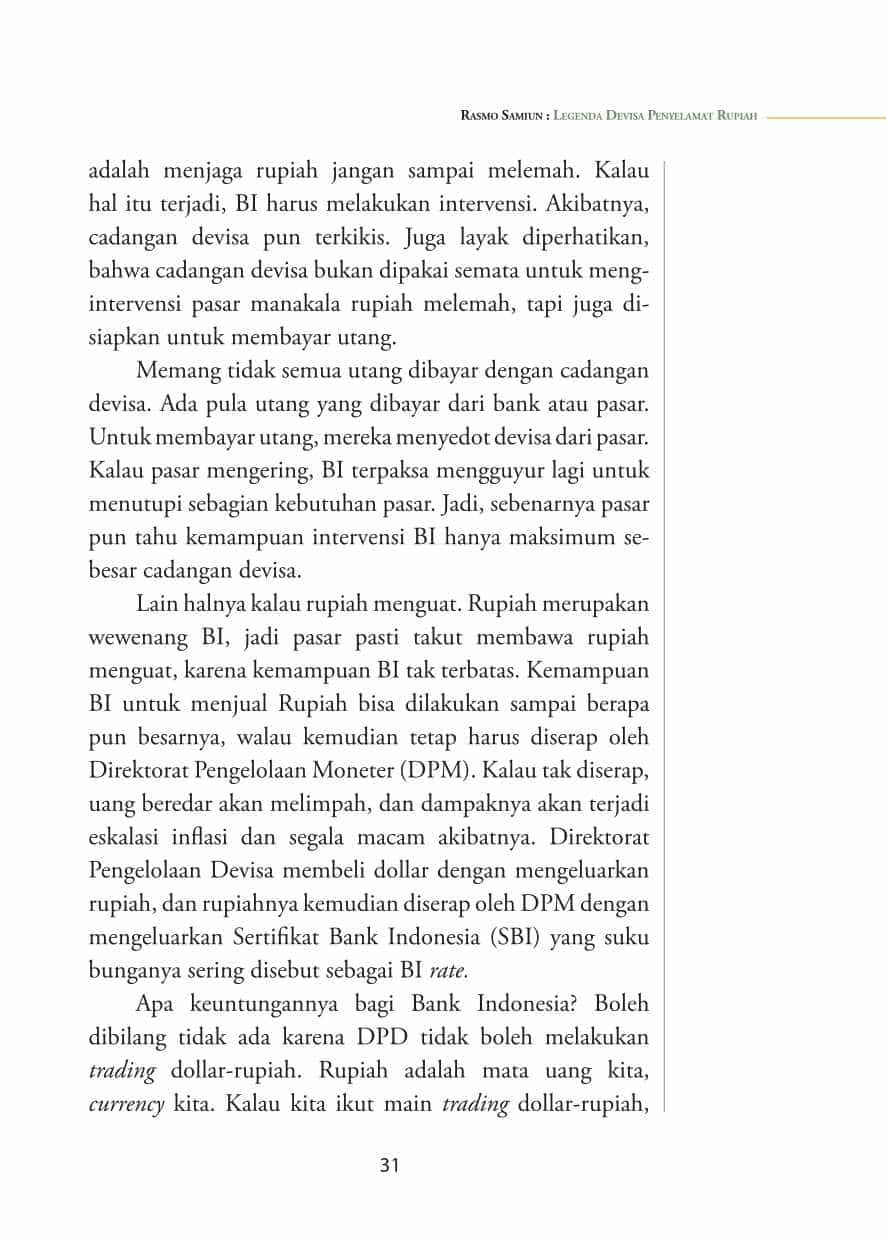 Rasmo Samiun : Legenda Devisa Penyelamat Rupiah
adalah menjaga rupiah jangan sampai melemah. Kalau
hal itu terjadi, BI harus melakukan intervensi. Akibatnya,
cadangan devisa pun terkikis. Juga layak diperhatikan,
bahwa cadangan devisa bukan dipakai semata untuk meng-
intervensi pasar manakala rupiah melemah, tapi juga di-
siapkan untuk membayar utang.
Memang tidak semua utang dibayar dengan cadangan
devisa. Ada pula utang yang dibayar dari bank atau pasar.
Untuk membayar utang, mereka menyedot devisa dari pasar.
Kalau pasar mengering, BI terpaksa mengguyur lagi untuk
menutupi sebagian kebutuhan pasar. Jadi, sebenarnya pasar
pun tahu kemampuan intervensi BI hanya maksimum se-
besar cadangan devisa.
Lain halnya kalau rupiah menguat. Rupiah merupakan
wewenang BI, jadi pasar pasti takut membawa rupiah
menguat, karena kemampuan BI tak terbatas. Kemampuan
BI untuk menjual Rupiah bisa dilakukan sampai berapa
pun besarnya, walau kemudian tetap harus diserap oleh
Direktorat Pengelolaan Moneter (DPM). Kalau tak diserap,
uang beredar akan melimpah, dan dampaknya akan terjadi
eskalasi inflasi dan segala macam akibatnya. Direktorat
Pengelolaan Devisa membeli dollar dengan mengeluarkan
rupiah, dan rupiahnya kemudian diserap oleh DPM dengan
mengeluarkan Sertifikat Bank Indonesia (SBI) yang suku
bunganya sering disebut sebagai BI rate.
Apa keuntungannya bagi Bank Indonesia? Boleh
dibilang tidak ada karena DPD tidak boleh melakukan
trading dollar-rupiah. Rupiah adalah mata uang kita,
currency kita. Kalau kita ikut main trading dollar-rupiah,
31